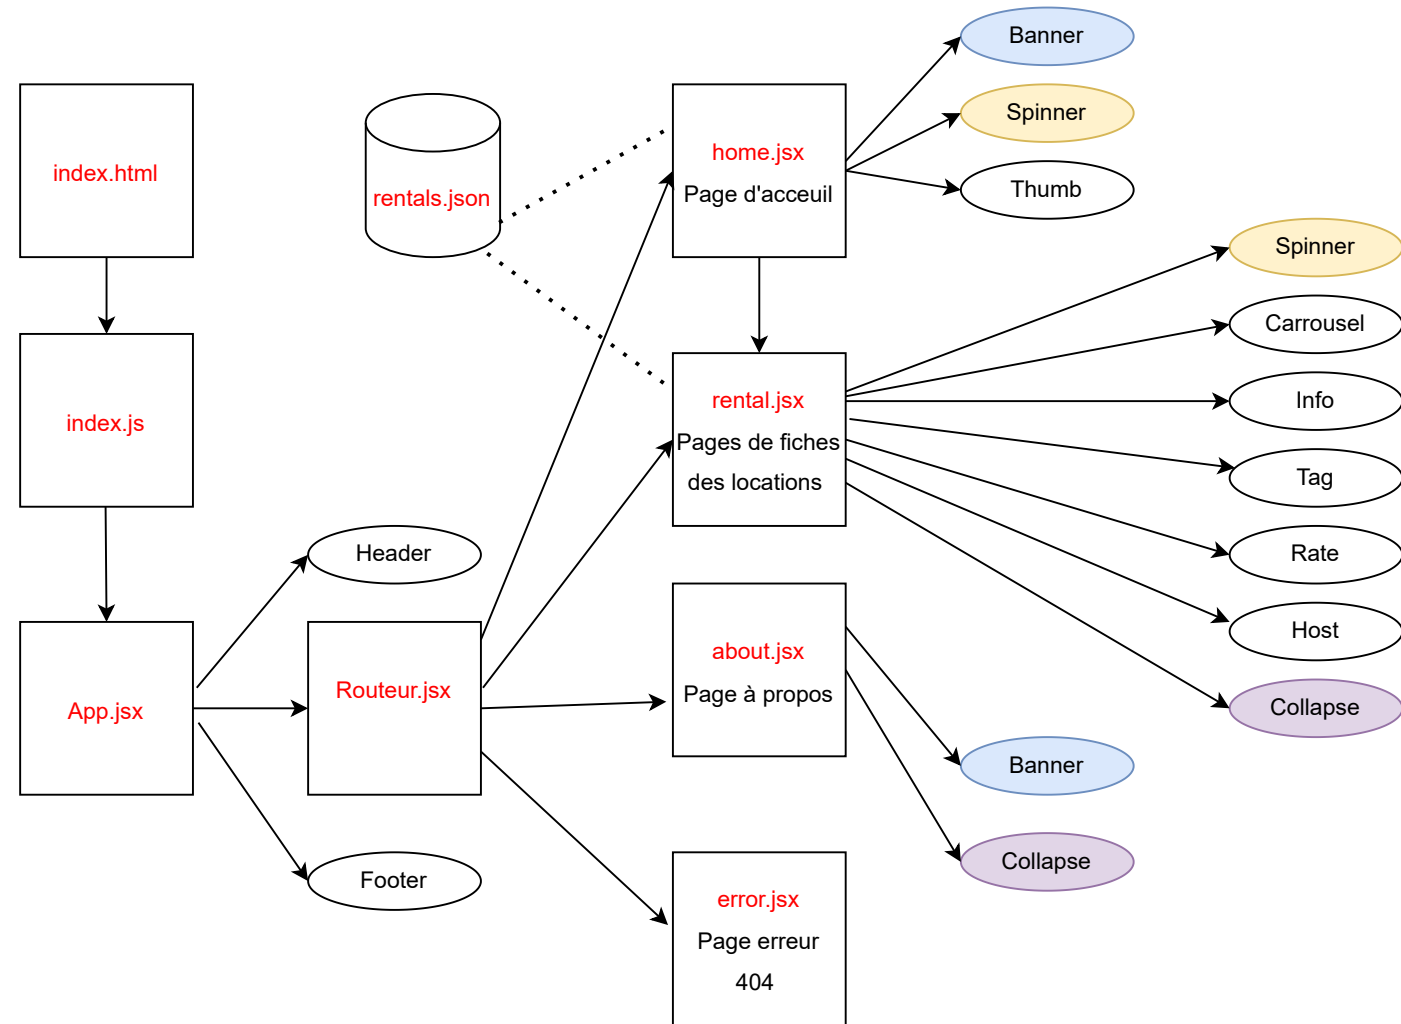 index.html
index.js
App.jsx
rentals.json
Header
Routeur.jsx
Footer
home.jsx
Page d'acceuil
rental.jsx
Pages de fiches
des locations
about.jsx
Page à propos
error.jsx
Page erreur
404
Banner
Spinner
Thumb
Spinner
Carrousel
Info
Tag
Rate
Host
Collapse
Banner
Collapse